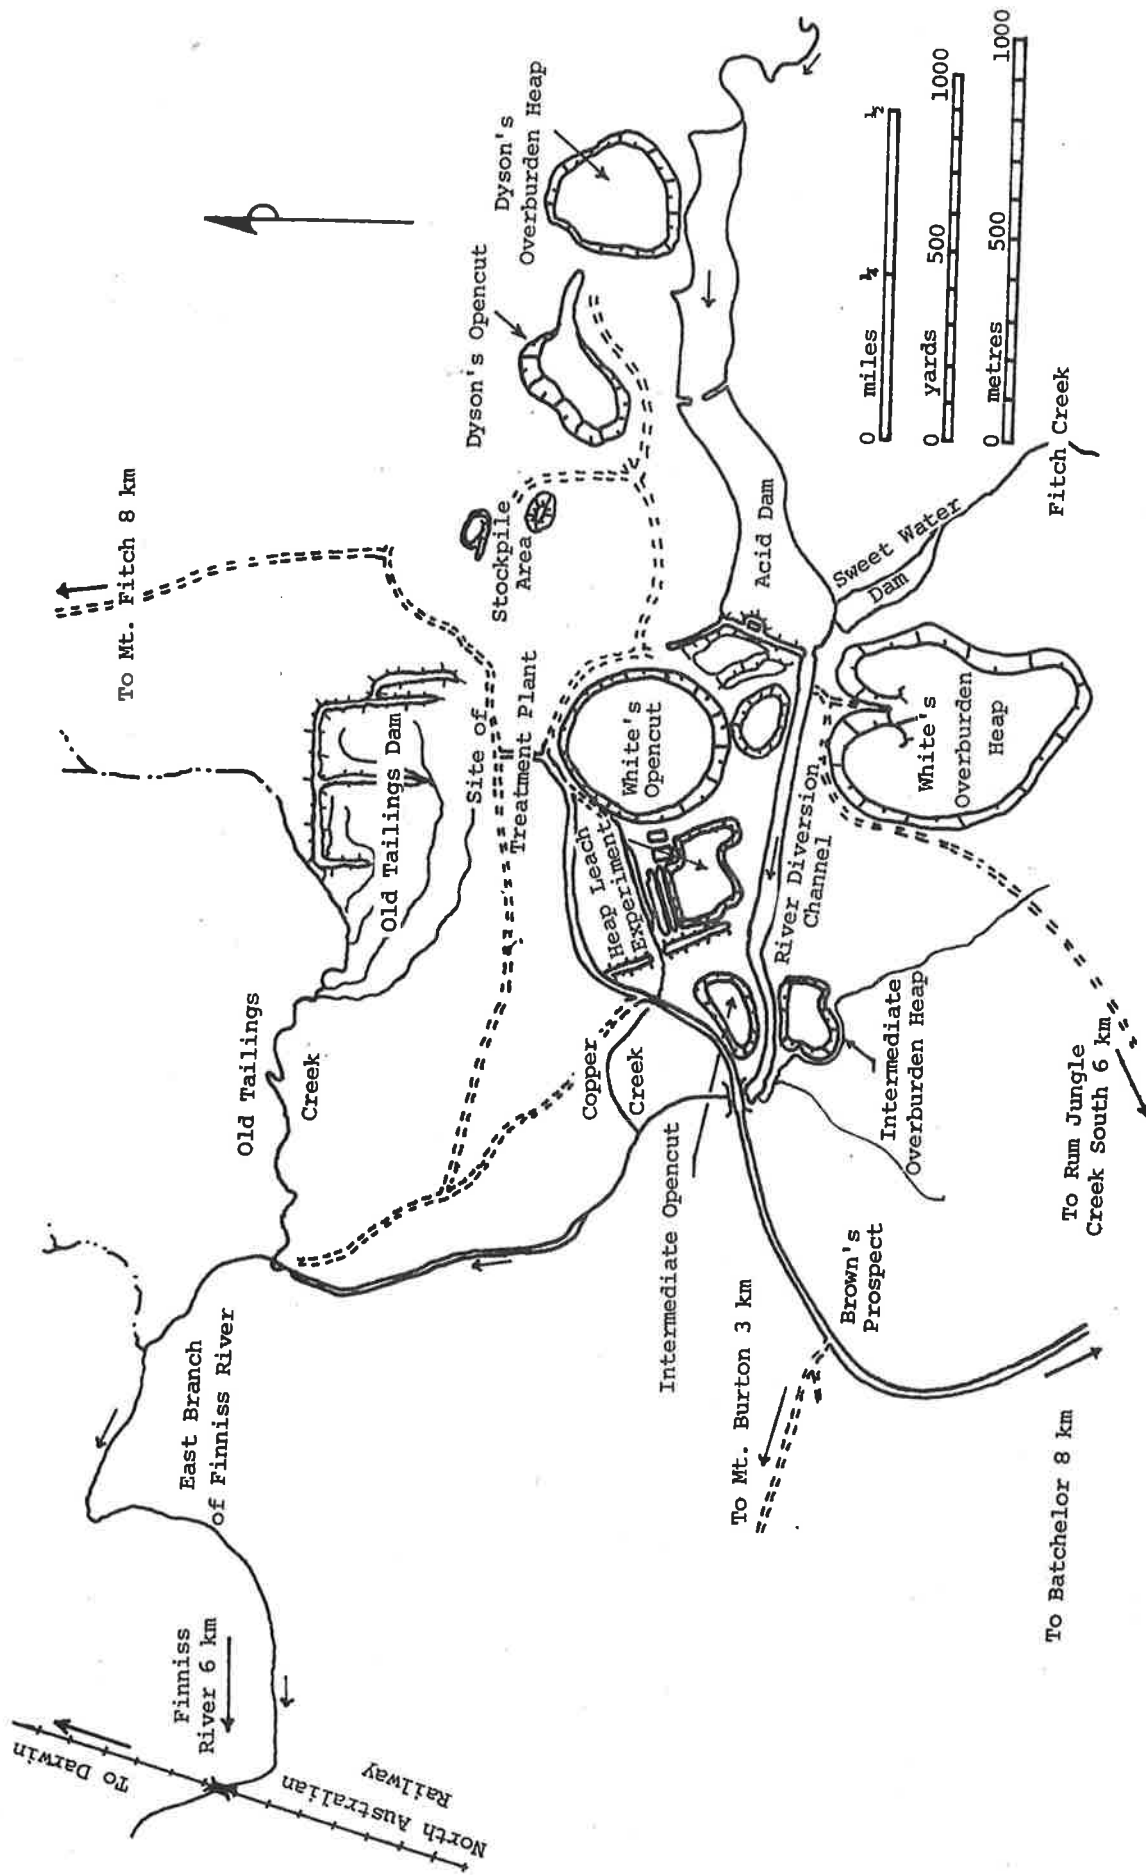 To Darwin
North Australian
Railway
Finniss
River 6 km
East Branch
of Finniss River
Old Tailings
Creek
Old Tailings Dam
To Mt. Fitch 8 km
Site of
Treatment Plant
Stockpile
Area
Dyson's Opencut
Dyson's
Overburden Heap
Copper
Creek
Heap Leach
Experiment
White's
Opencut
Acid Dam
Sweet Water
Dam
Fitch Creek
River Diversion
Channel
White's
Overburden
Heap
Intermediate Opencut
Intermediate
Overburden Heap
Brown's
Prospect
To Mt. Burton 3 km
To Batchelor 8 km
To Rum Jungle
Creek South 6 km
0 miles ¼ ½
0 yards 500 1000
0 metres 500 1000